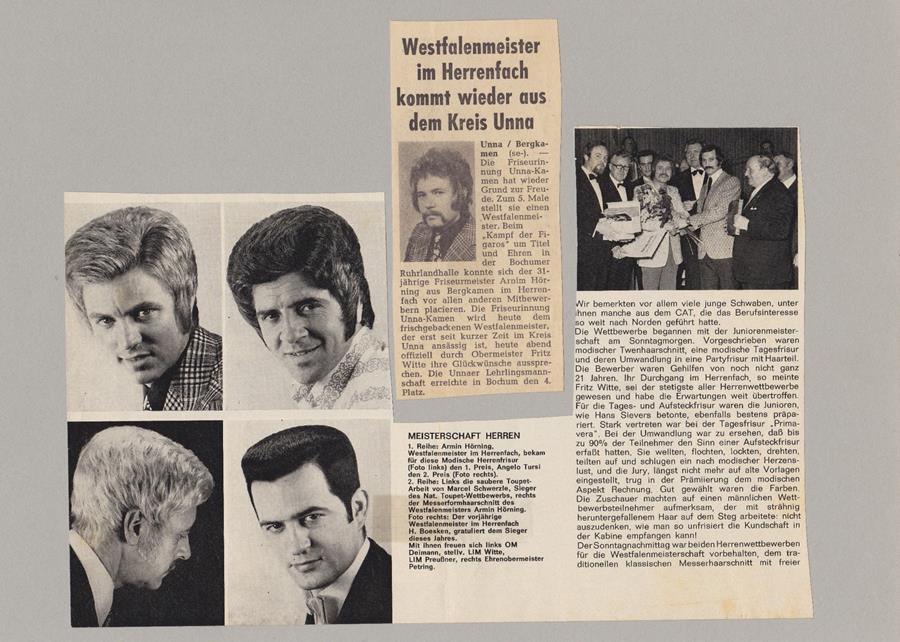 Westfalenmeister
im Herrenfach
kommt wieder aus
dem Kreis Unna
Unna / Bergka-
men (se-). —
Die Friseurin-
nung Unna-Ka-
men hat wieder
Grund zur Freu-
de. Zum 5. Male
stellt sie einen
Westfalenmei-
ster. Beim
„Kampf der Fi-
garos" um Titel
und Ehren in
der Bochumer
Ruhrlandhalle konnte sich der 31-
jährige Friseurmeister Arnim Hör-
ning aus Bergkamen im Herren-
fach vor allen anderen Mitbewer-
bern placieren. Die Friseurinnung
Unna-Kamen wird heute dem
frischgebackenen Westfalenmeister,
der erst seit kurzer Zeit im Kreis
Unna ansässig ist, heute abend
offiziell durch Obermeister Fritz
Witte ihre Glückwünsche ausspre-
chen. Die Unnaer Lehrlingsmann-
schaft erreichte in Bochum den 4.
Platz.
MEISTERSCHAFT HERREN
1. Reihe: Armin Hörning,
Westfalenmeister im Herrenfach, bekam
für diese Modische Herrenfrisur
(Foto links) den 1. Preis, Angelo Tursi
den 2. Preis (Foto rechts).
2. Reihe: Links die saubere Toupet-
Arbeit von Marcel Schwerzle, Sieger
des Nat. Toupet-Wettbewerbs, rechts
der Messerformhaarschnitt des
Westfalenmeisters Armin Hörning.
Foto rechts: Der vorjährige
Westfalenmeister im Herrenfach
H. Boesken, gratuliert dem Sieger
dieses Jahres.
Mit ihnen freuen sich links OM
Deimann, stellv. LIM Witte,
LIM Preußner, rechts Ehrenobermeister
Petring.
Wir bemerkten vor allem viele junge Schwaben, unter
ihnen manche aus dem CAT, die das Berufsinteresse
so weit nach Norden geführt hatte.
Die Wettbewerbe begannen mit der Juniorenmeister-
schaft am Sonntagmorgen. Vorgeschrieben waren
modischer Twenhaarschnitt, eine modische Tagesfrisur
und deren Umwandlung in eine Partyfrisur mit Haarteil.
Die Bewerber waren Gehilfen von noch nicht ganz
21 Jahren. Ihr Durchgang im Herrenfach, so meinte
Fritz Witte, sei der stetigste aller Herrenwettbewerbe
gewesen und habe die Erwartungen weit übertroffen.
Für die Tages- und Aufsteckfrisur waren die Junioren,
wie Hans Sievers betonte, ebenfalls bestens präpa-
riert. Stark vertreten war bei der Tagesfrisur „Prima-
vera". Bei der Umwandlung war zu ersehen, daß bis
zu 90% der Teilnehmer den Sinn einer Aufsteckfrisur
erfaßt hatten. Sie wellten, flochten, lockten, drehten,
teilten auf und schlugen ein nach modischer Herzens-
lust, und die Jury, längst nicht mehr auf alte Vorlagen
eingestellt, trug in der Prämiierung dem modischen
Aspekt Rechnung. Gut gewählt waren die Farben.
Die Zuschauer machten auf einen männlichen Wett-
bewerbsteilnehmer aufmerksam, der mit strähnig
heruntergefallenem Haar auf dem Steg arbeitete: nicht
auszudenken, wie man so unfrisiert die Kundschaft in
der Kabine empfangen kann!
Der Sonntagnachmittag war beiden Herrenwettbewerben
für die Westfalenmeisterschaft vorbehalten, dem tra-
ditionellen klassischen Messerhaarschnitt mit freier